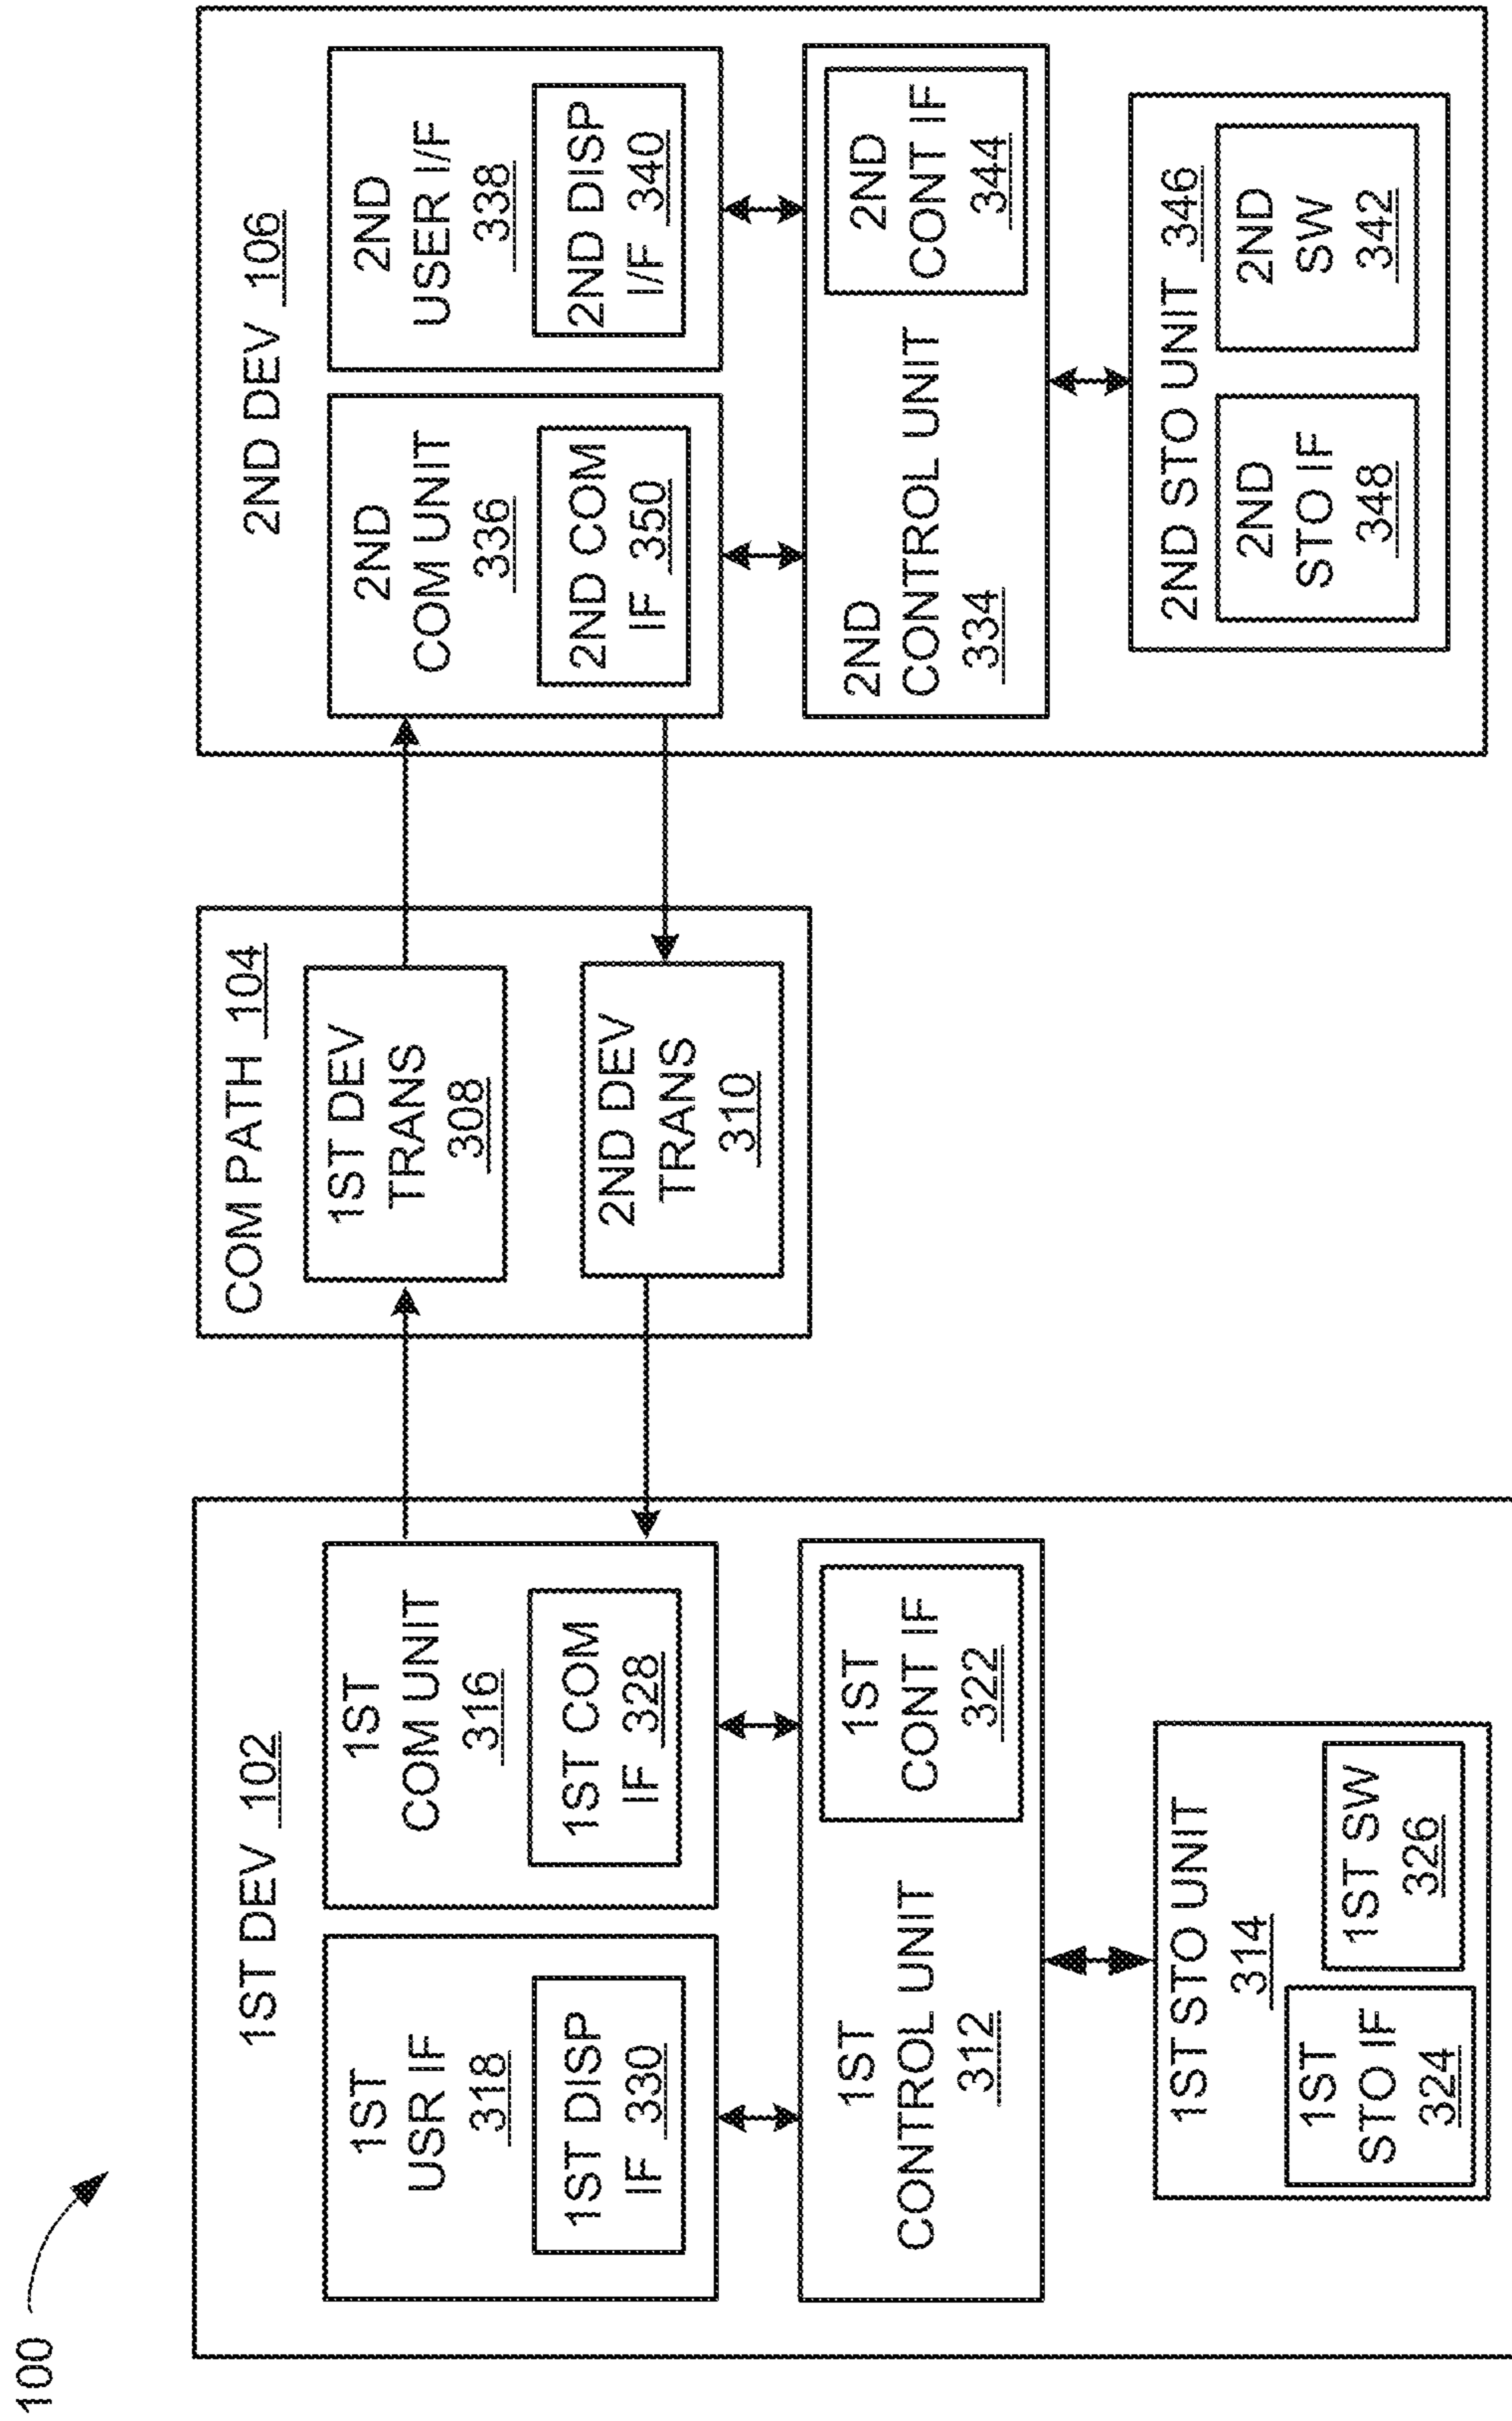 100
1ST DEV 102
1ST
USR IF
318
1ST DISP
IF 330
1ST
COM UNIT
316
1ST COM
IF 328
1ST
CONTROL UNIT
312
1ST
CONT IF
322
1ST STO UNIT
314
1ST
STO IF
324
1ST SW
326
COM PATH 104
1ST DEV
TRANS
308
2ND DEV
TRANS
310
2ND DEV 106
2ND
COM UNIT
336
2ND COM
IF 350
2ND
USER I/F
338
2ND DISP
I/F 340
2ND
CONTROL UNIT
334
2ND
CONT IF
344
2ND STO UNIT 346
2ND
STO IF
348
2ND
SW
342